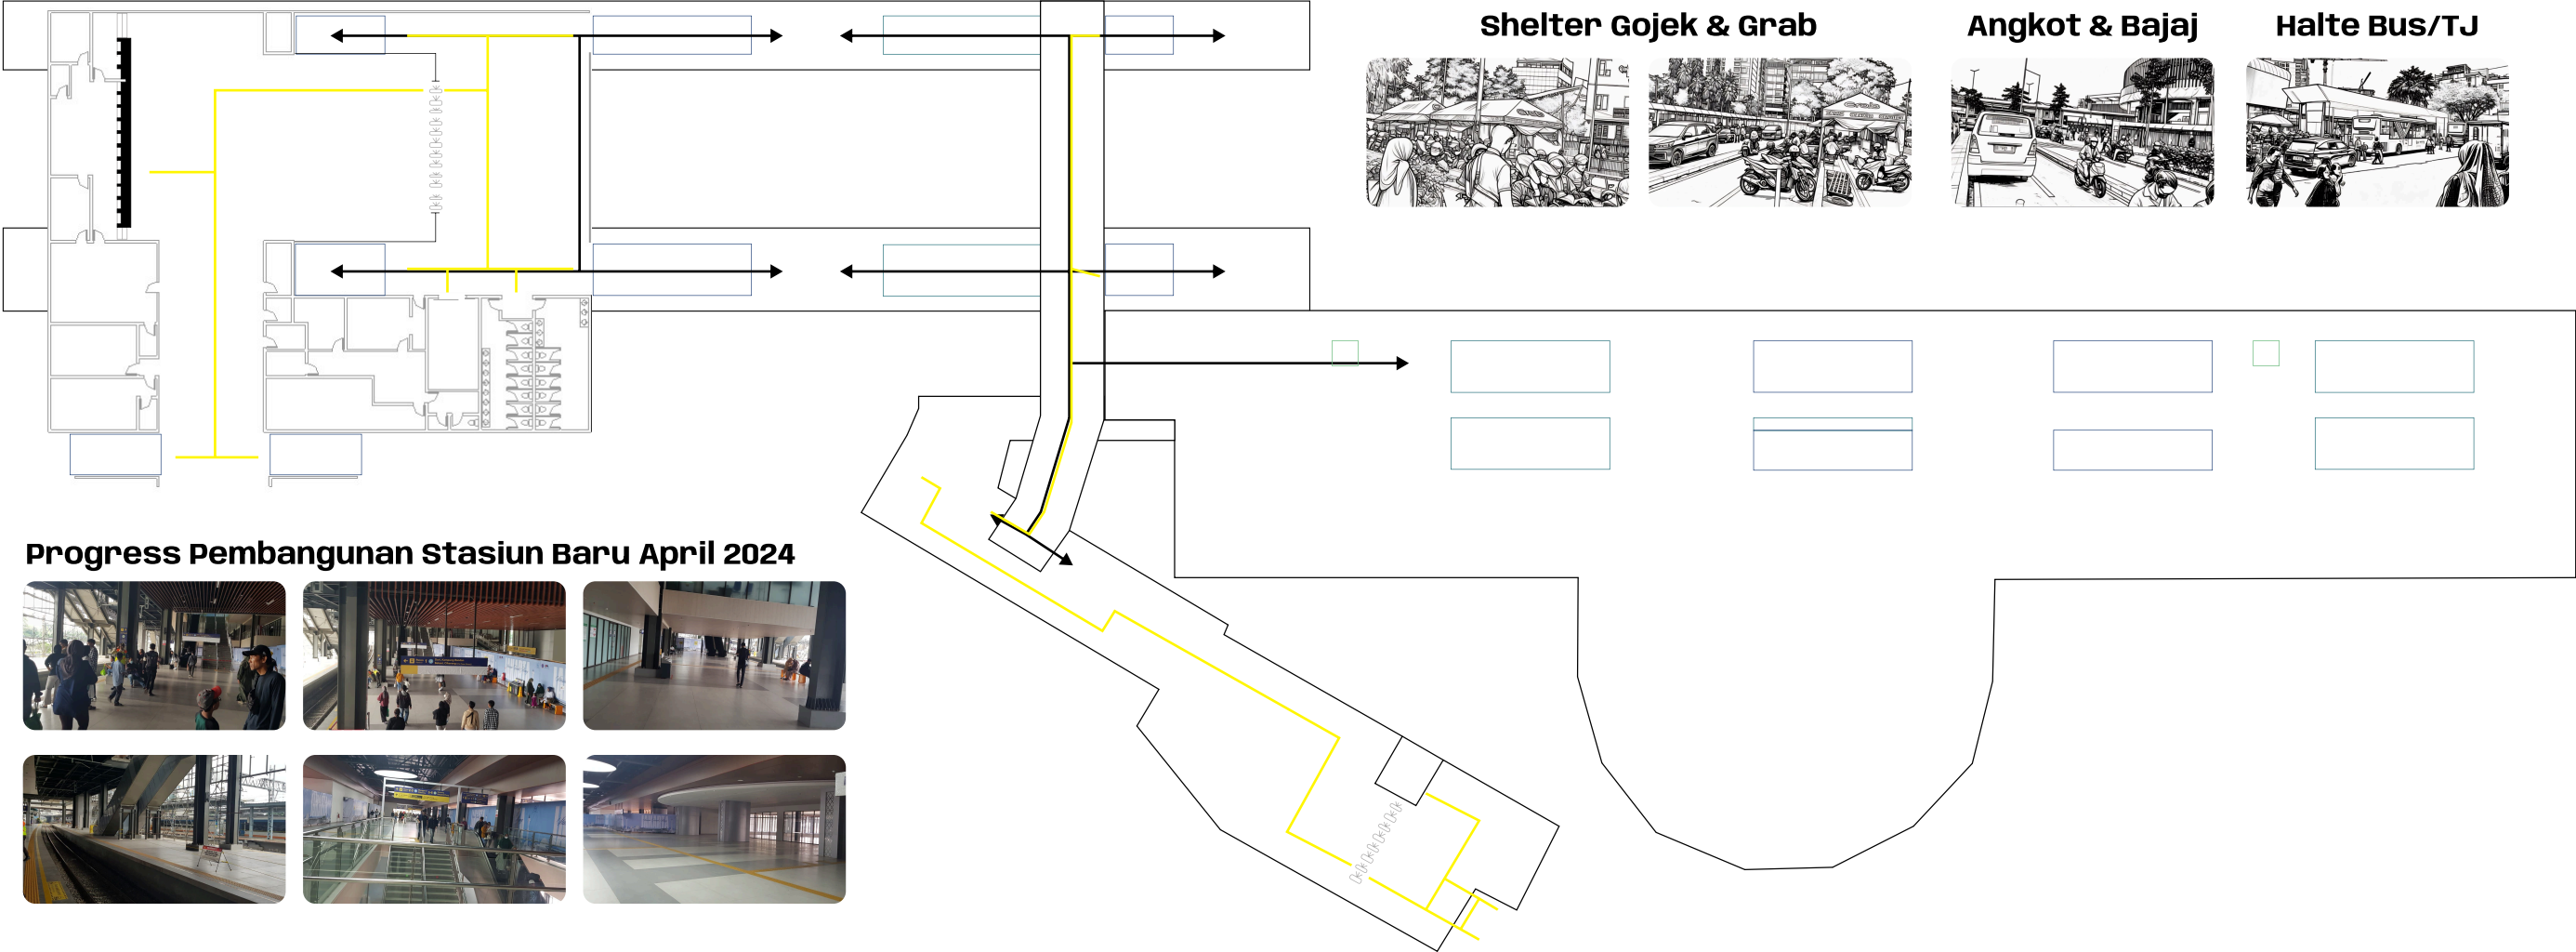 Shelter Gojek & Grab
Angkot & Bajaj
Halte Bus/TJ
Progress Pembangunan Stasiun Baru April 2024